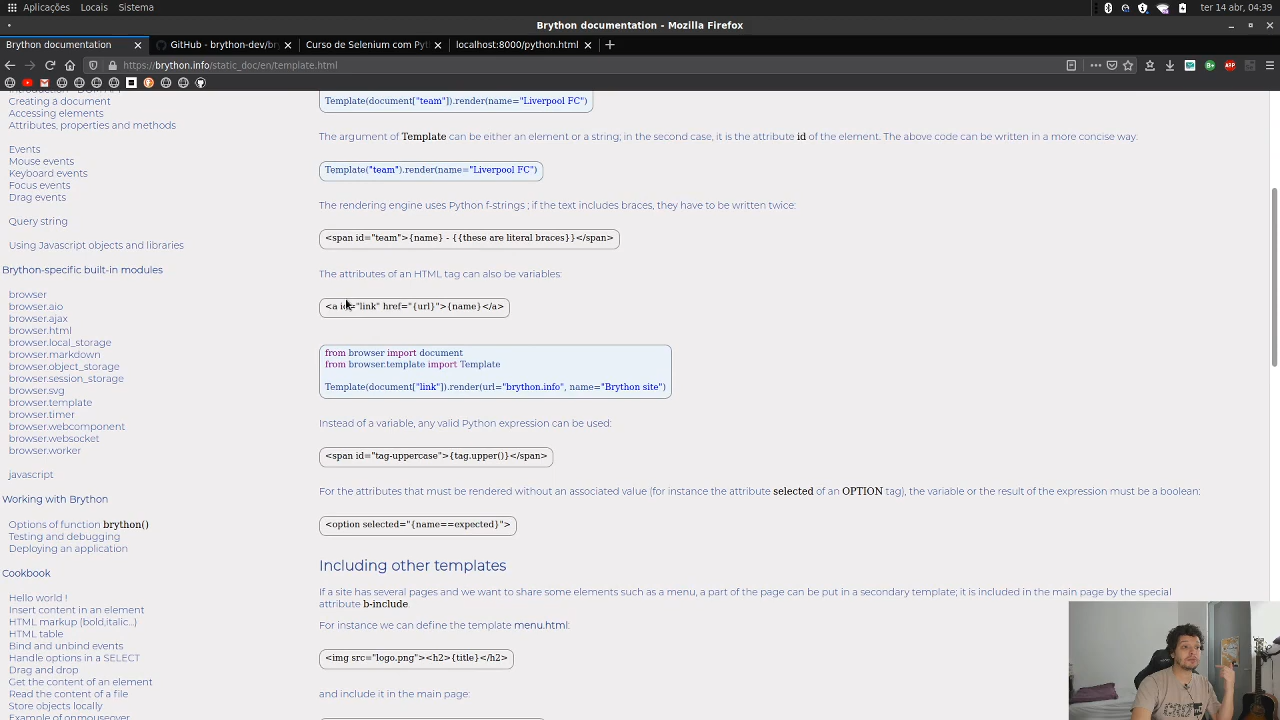 Aplicações Locais Sistema
ter 14 abr, 04:39
Brython documentation - Mozilla Firefox
Brython documentation
GitHub - brython-dev/br
Curso de Selenium com Pyt
localhost:8000/python.html
https://brython.info/static_doc/en/template.html
Creating a document
Accessing elements
Attributes, properties and methods
Events
Mouse events
Keyboard events
Focus events
Drag events
Query string
Using Javascript objects and libraries
Brython-specific built-in modules
browser
browser.aio
browser.ajax
browser.html
browser.local_storage
browser.markdown
browser.object_storage
browser.session_storage
browser.svg
browser.template
browser.timer
browser.webcomponent
browser.websocket
browser.worker
javascript
Working with Brython
Options of function brython()
Testing and debugging
Deploying an application
Cookbook
Hello world !
Insert content in an element
HTML markup (bold,italic...)
HTML table
Bind and unbind events
Handle options in a SELECT
Drag and drop
Get the content of an element
Read the content of a file
Store objects locally
Example of onmouseover
Template(document["team"]).render(name="Liverpool FC")
The argument of Template can be either an element or a string; in the second case, it is the attribute id of the element. The above code can be written in a more concise way:
Template("team").render(name="Liverpool FC")
The rendering engine uses Python f-strings ; if the text includes braces, they have to be written twice:
<span id="team">{name} - {{these are literal braces}}</span>
The attributes of an HTML tag can also be variables:
<a id="link" href="{url}">{name}</a>
from browser import document
from browser.template import Template
Template(document["link"]).render(url="brython.info", name="Brython site")
Instead of a variable, any valid Python expression can be used:
<span id="tag-uppercase">{tag.upper()}</span>
For the attributes that must be rendered without an associated value (for instance the attribute selected of an OPTION tag), the variable or the result of the expression must be a boolean:
<option selected="{name==expected}">
Including other templates
If a site has several pages and we want to share some elements such as a menu, a part of the page can be put in a secondary template; it is included in the main page by the special
attribute b-include
For instance we can define the template menu.html:
<img src="logo.png"><h2>{title}</h2>
and include it in the main page: